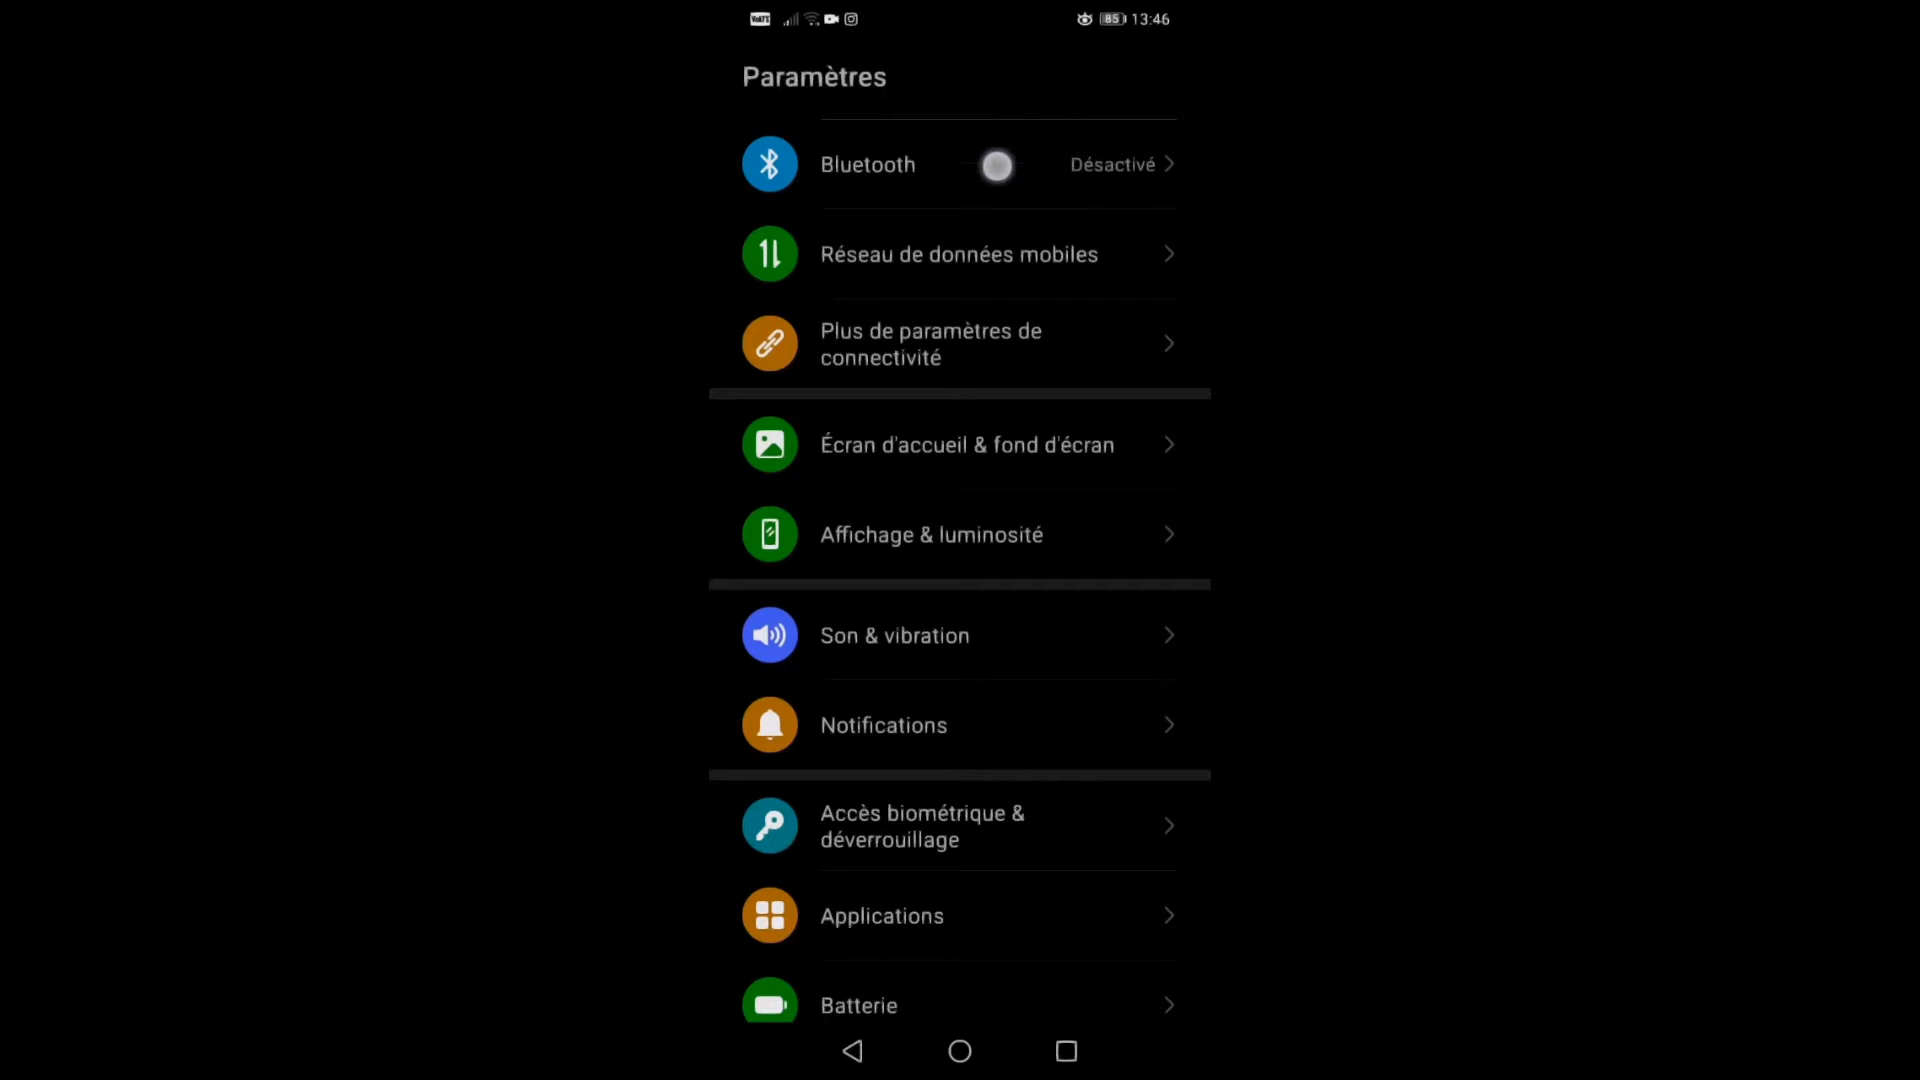 85 13:46
Paramètres
Bluetooth Désactivé
Réseau de données mobiles
Plus de paramètres de
connectivité
Écran d'accueil & fond d'écran
Affichage & luminosité
Son & vibration
Notifications
Accès biométrique &
déverrouillage
Applications
Batterie